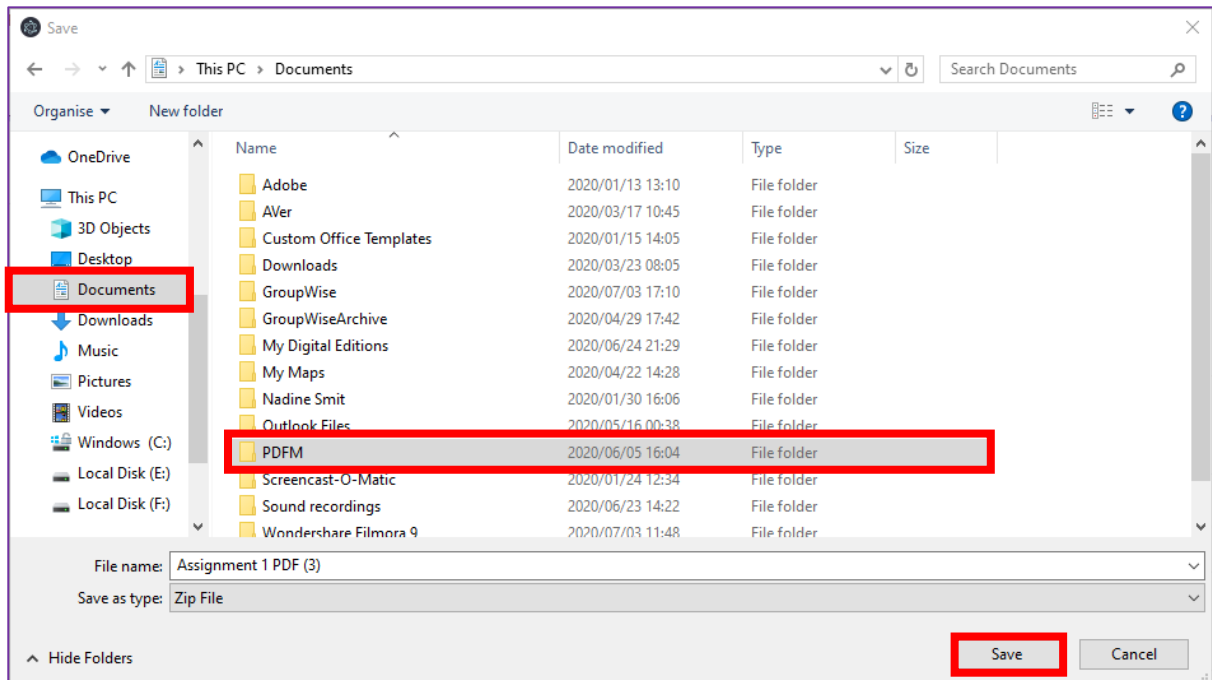 Save
This PC > Documents
Search Documents
Organise
New folder
Name Date modified Type Size
OneDrive
This PC
3D Objects
Desktop
Documents
Downloads
Music
Pictures
Videos
Windows (C:)
Local Disk (E:)
Local Disk (F:)
Adobe 2020/01/13 13:10 File folder
AVer 2020/03/17 10:45 File folder
Custom Office Templates 2020/01/15 14:05 File folder
Downloads 2020/03/23 08:05 File folder
GroupWise 2020/07/03 17:10 File folder
GroupWiseArchive 2020/04/29 17:42 File folder
My Digital Editions 2020/06/24 21:29 File folder
My Maps 2020/04/22 14:28 File folder
Nadine Smit 2020/01/30 16:06 File folder
Outlook Files 2020/05/16 00:38 File folder
PDFM 2020/06/05 16:04 File folder
Screencast-O-Matic 2020/01/24 12:34 File folder
Sound recordings 2020/06/23 14:22 File folder
Wondershare Filmora 9 2020/07/03 11:48 File folder
File name: Assignment 1 PDF (3)
Save as type: Zip File
Hide Folders
Save
Cancel